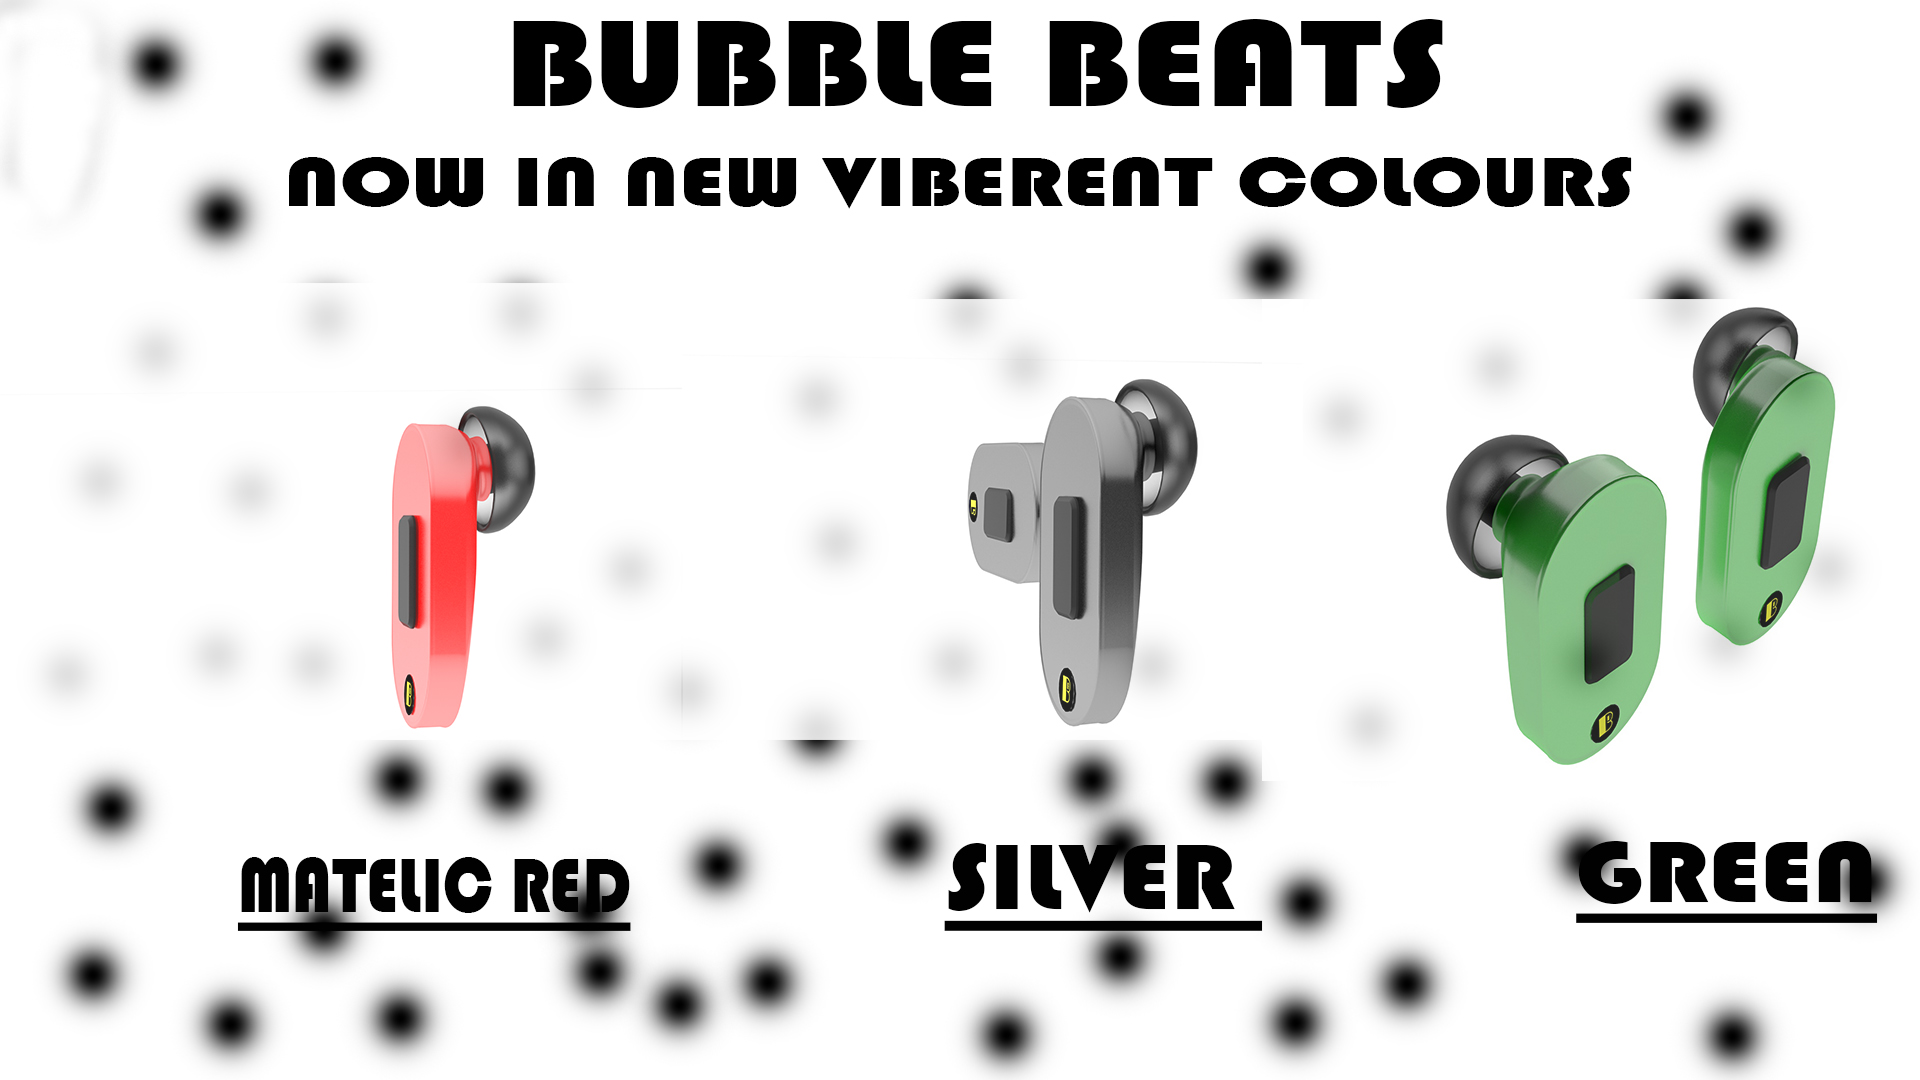 BUBBLE BEATS
NOW IN NEW VIBERENT COLOURS
MATELIC RED
SILVER
GREEN